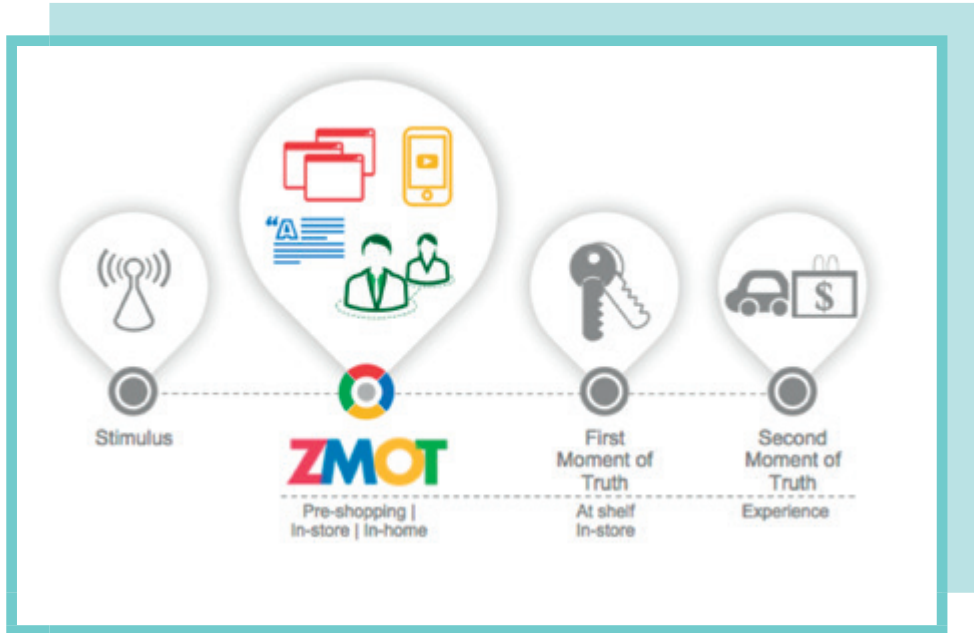 “A
$
Stimulus
ZMOT
First
Moment of
Truth
Second
Moment of
Truth
Pre-shopping |
In-store | In-home
At shelf
In-store
Experience